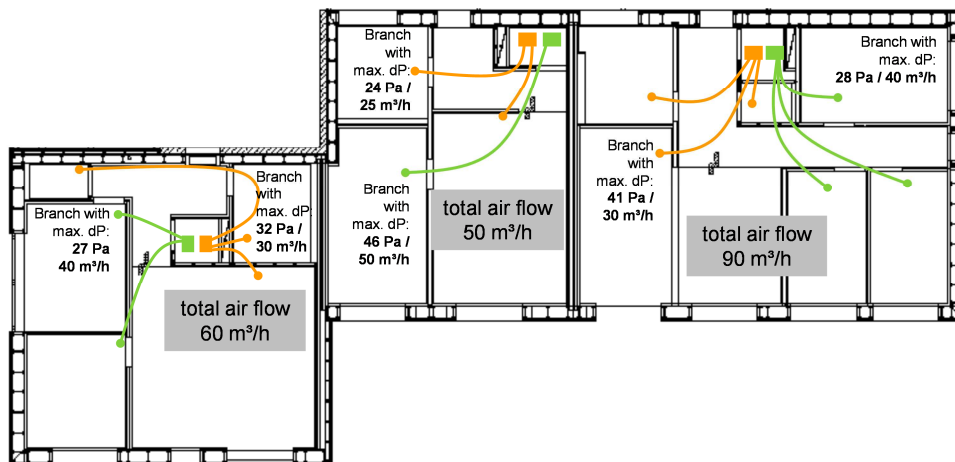 Branch
with
max. dP:
24 Pa /
25 m³/h
Branch with
max. dP:
28 Pa / 40 m³/h
Branch
with
max. dP:
41 Pa /
30 m³/h
Branch
with
max. dP:
46 Pa /
50 m³/h
total air flow
50 m³/h
total air flow
90 m³/h
Branch with
max. dP:
27 Pa
40 m³/h
Branch
with
max. dP:
32 Pa /
30 m³/h
total air flow
60 m³/h